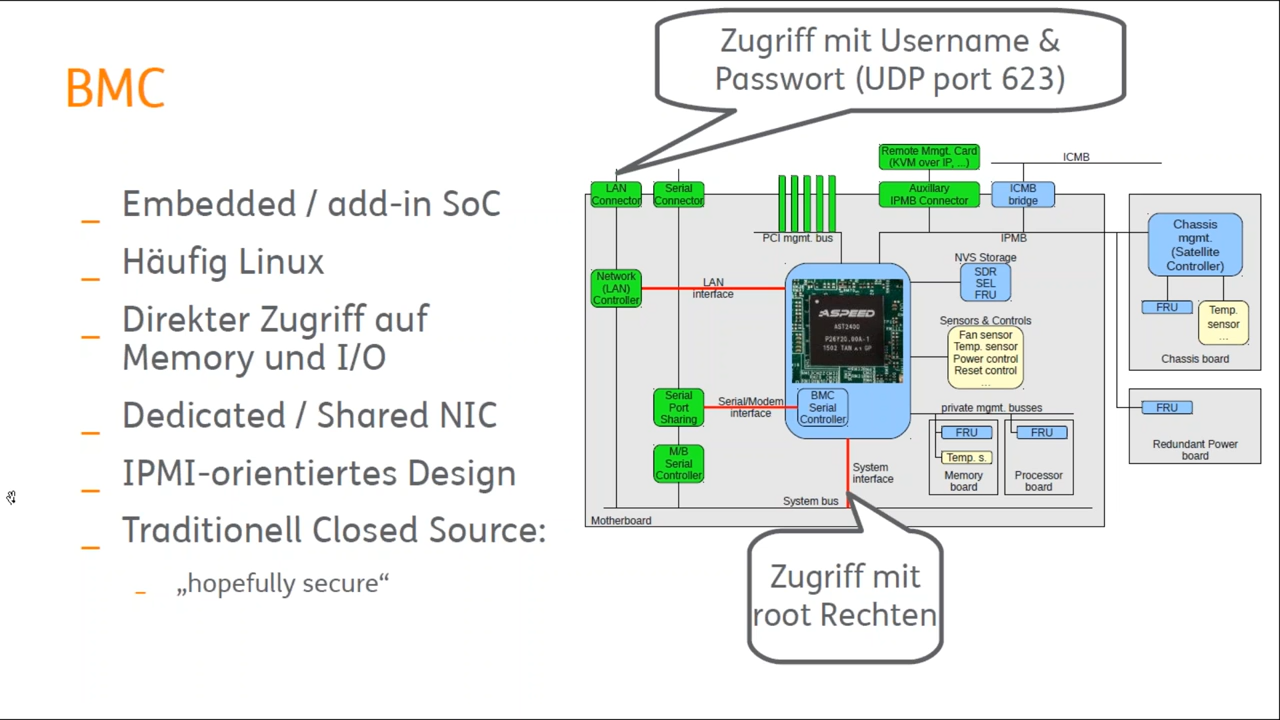 BMC
Embedded / add-in SoC
Häufig Linux
Direkter Zugriff auf
Memory und I/O
Dedicated / Shared NIC
IPMI-orientiertes Design
Traditionell Closed Source:
„hopefully secure“
Zugriff mit Username &
Passwort (UDP port 623)
Remote Mmgt. Card
(KVM over IP, ...)
ICMB
LAN
Connector
Serial
Connector
Auxillary
IPMB Connector
ICMB
bridge
PCI mgmt. bus
IPMB
Chassis
mgmt.
(Satellite
Controller)
FRU
Temp.
sensor
...
Chassis board
Network
(LAN)
Controller
LAN
interface
NVS Storage
SDR
SEL
FRU
ASPEED
AST2400
Sensors & Controls
Fan sensor
Temp. sensor
Power control
Reset control
...
Serial
Port
Sharing
Serial/Modem
interface
BMC
Serial
Controller
private mgmt. busses
FRU
Temp. s.
Memory
board
FRU
Processor
board
FRU
Redundant Power
board
M/B
Serial
Controller
System
interface
System bus
Motherboard
Zugriff mit
root Rechten